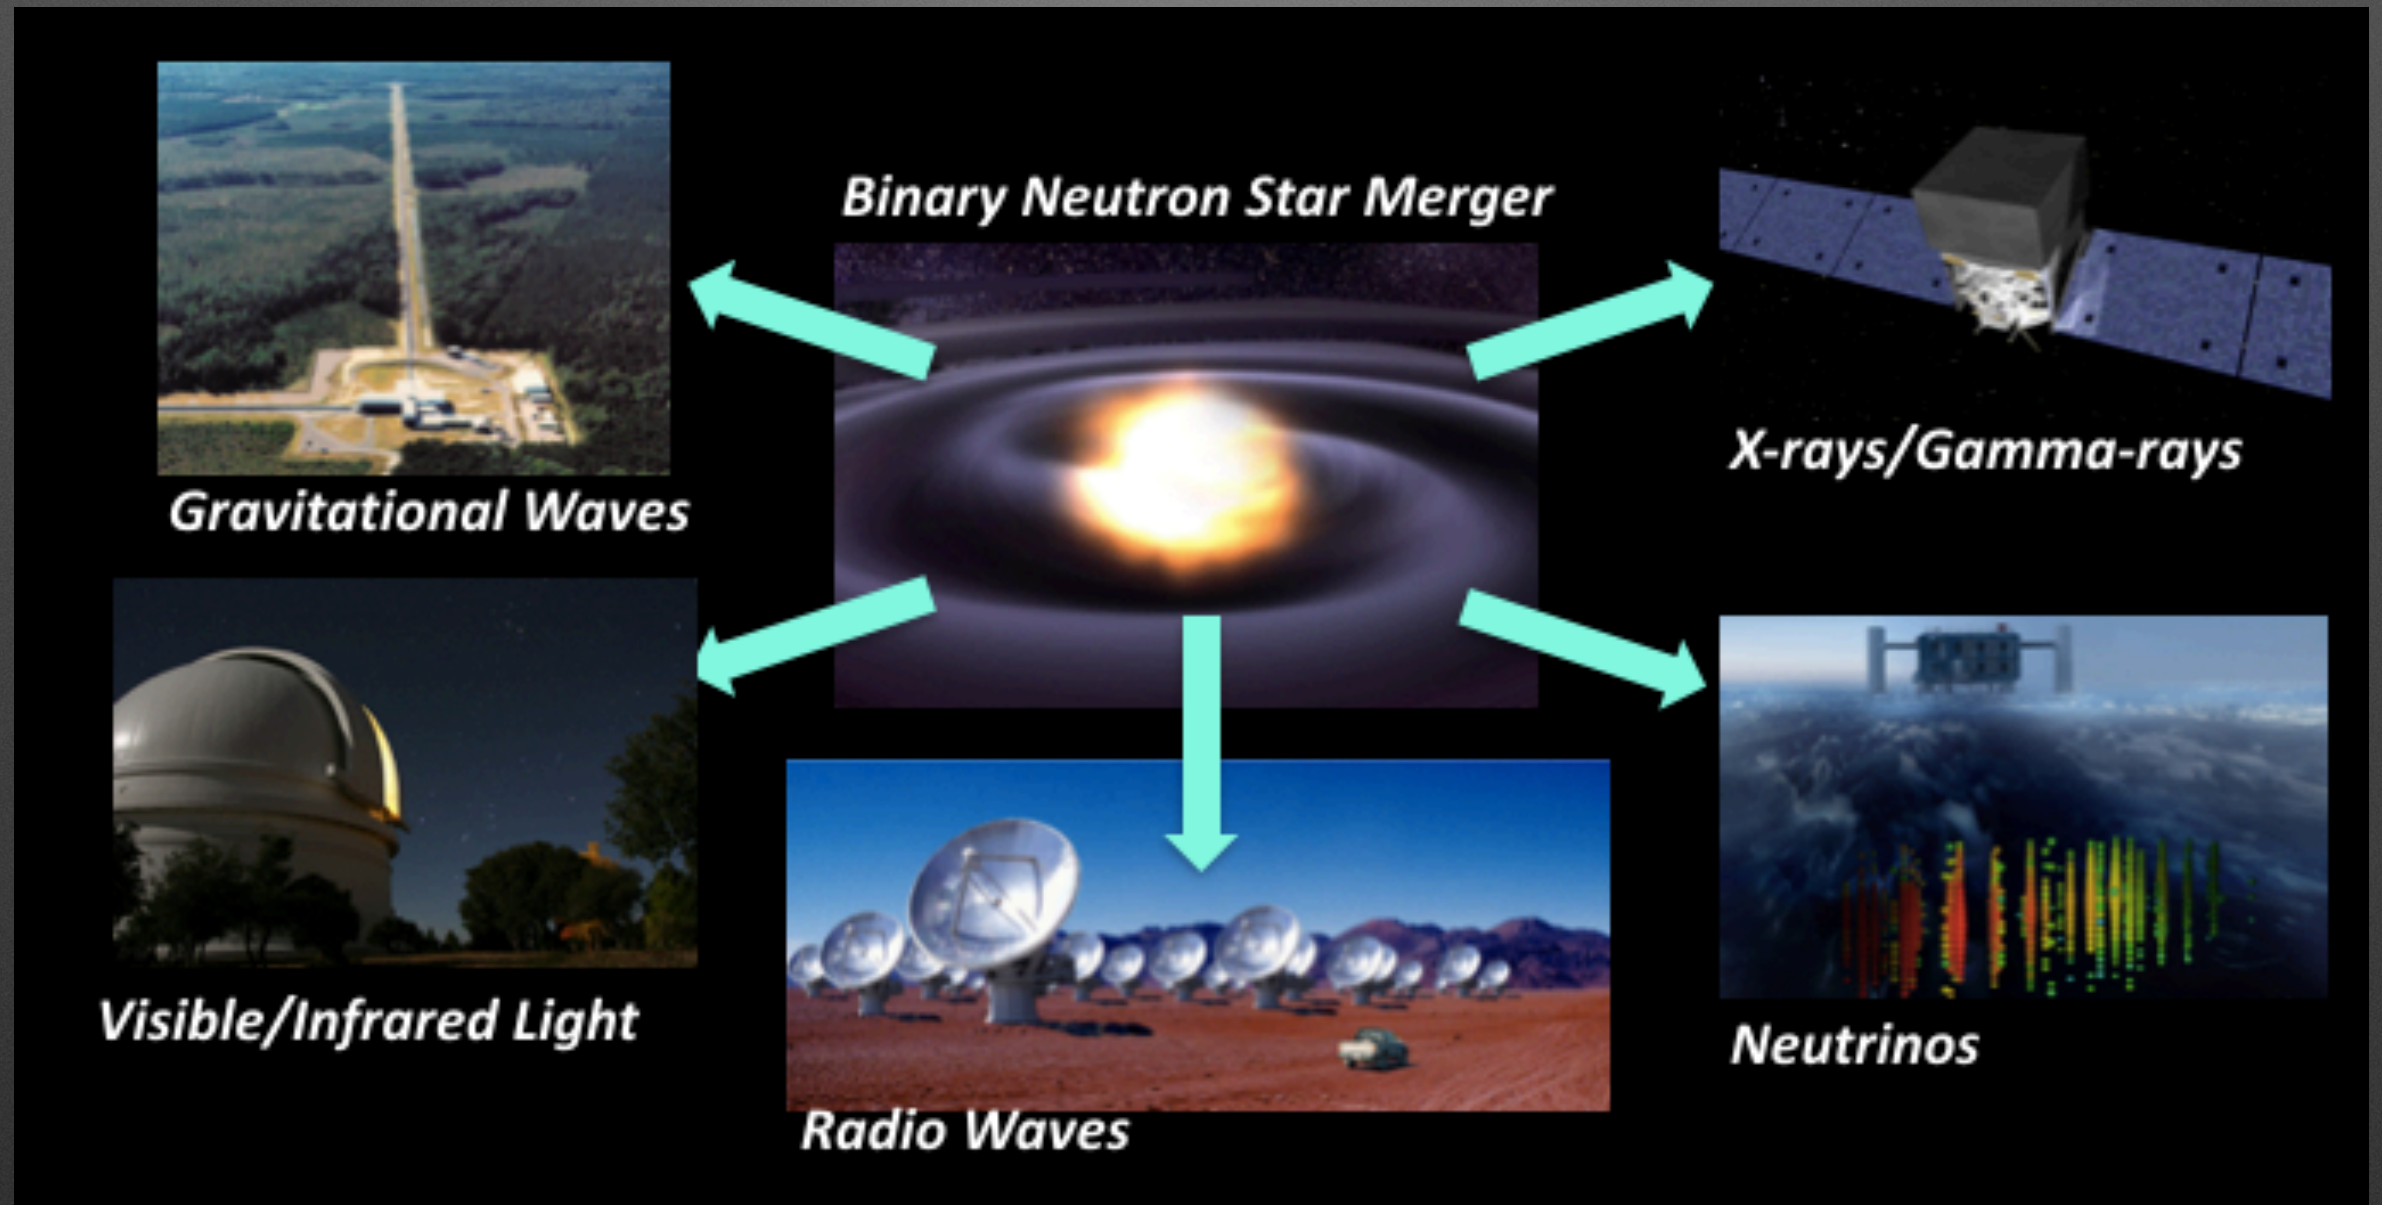 Binary Neutron Star Merger
Gravitational Waves
X-rays/Gamma-rays
Visible/Infrared Light
Radio Waves
Neutrinos